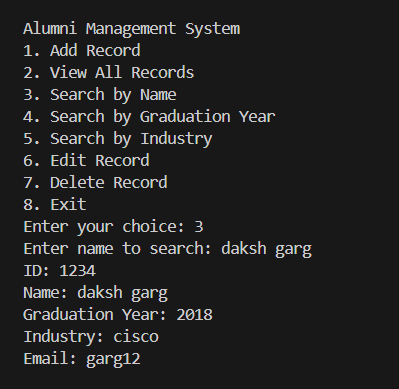 Alumni Management System
1. Add Record
2. View All Records
3. Search by Name
4. Search by Graduation Year
5. Search by Industry
6. Edit Record
7. Delete Record
8. Exit
Enter your choice: 3
Enter name to search: daksh garg
ID: 1234
Name: daksh garg
Graduation Year: 2018
Industry: cisco
Email: garg12